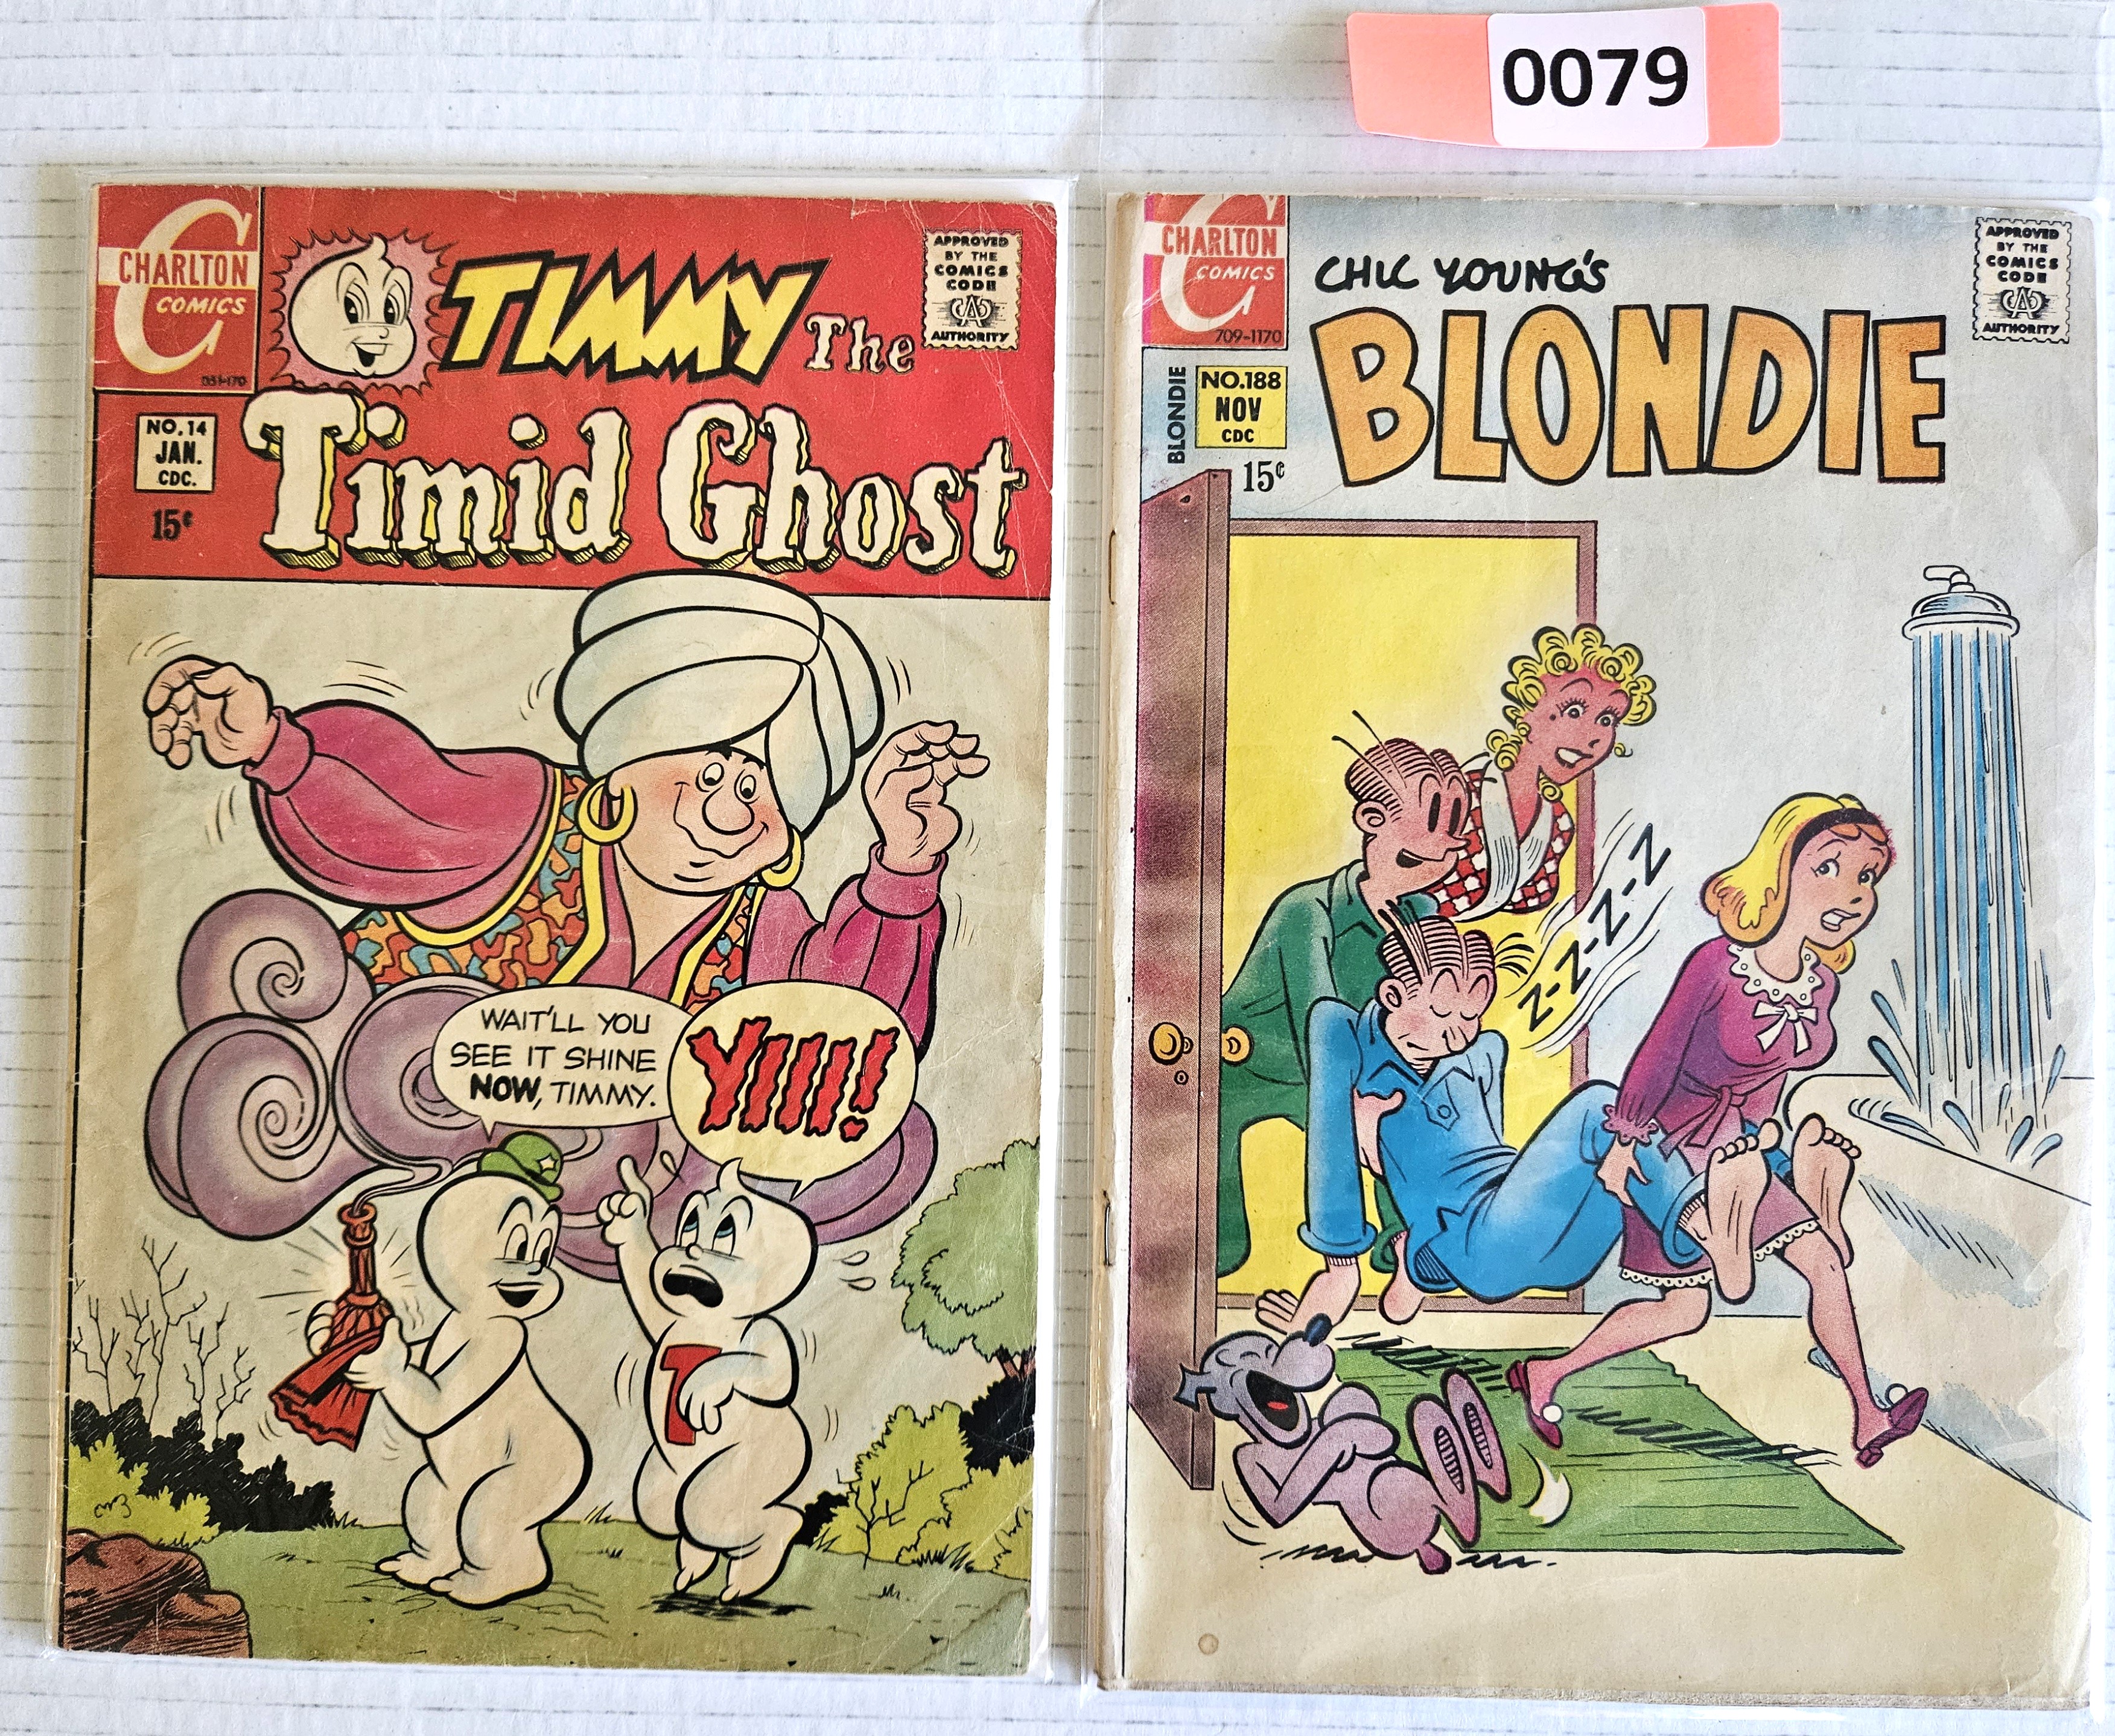 0079
CHARLTON
COMICS
NO. 14
JAN.
CDC.
15¢
TIMMY The
Timid Ghost
APPROVED
BY THE
COMICS
CODE
CA
AUTHORITY
WAIT'LL YOU
SEE IT SHINE
NOW, TIMMY.
YIII!
T
CHARLTON
COMICS
709-1170
BLONDIE
NO.188
NOV
CDC
15¢
CHIC YOUNG'S
BLONDIE
APPROVED
BY THE
COMICS
CODE
CA
AUTHORITY
Z-Z-Z-Z-Z